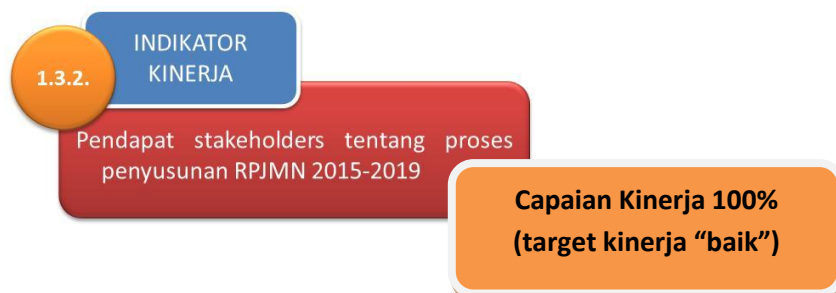 1.3.2.
INDIKATOR
KINERJA
Pendapat stakeholders tentang proses
penyusunan RPJMN 2015-2019
Capaian Kinerja 100%
(target kinerja “baik”)